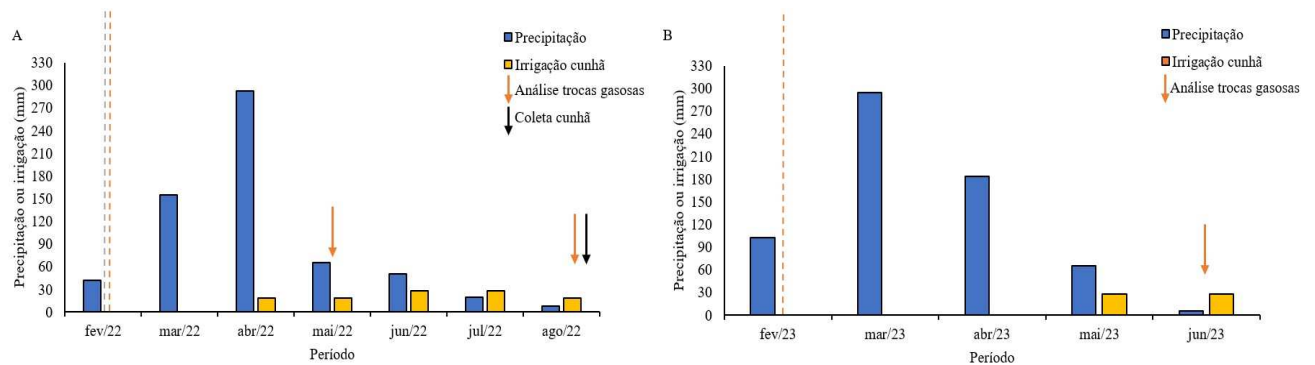 A
Precipitação
Irrigação cunhã
Análise trocas gasosas
Coleta cunhã
Precipitação ou irrigação (mm)
330
300
270
240
210
180
150
120
90
60
30
0
fev/22 mar/22 abr/22 mai/22 jun/22 jul/22 ago/22
Período
B
Precipitação
Irrigação cunhã
Análise trocas gasosas
Precipitação ou irrigação (mm)
330
300
270
240
210
180
150
120
90
60
30
0
fev/23 mar/23 abr/23 mai/23 jun/23
Período